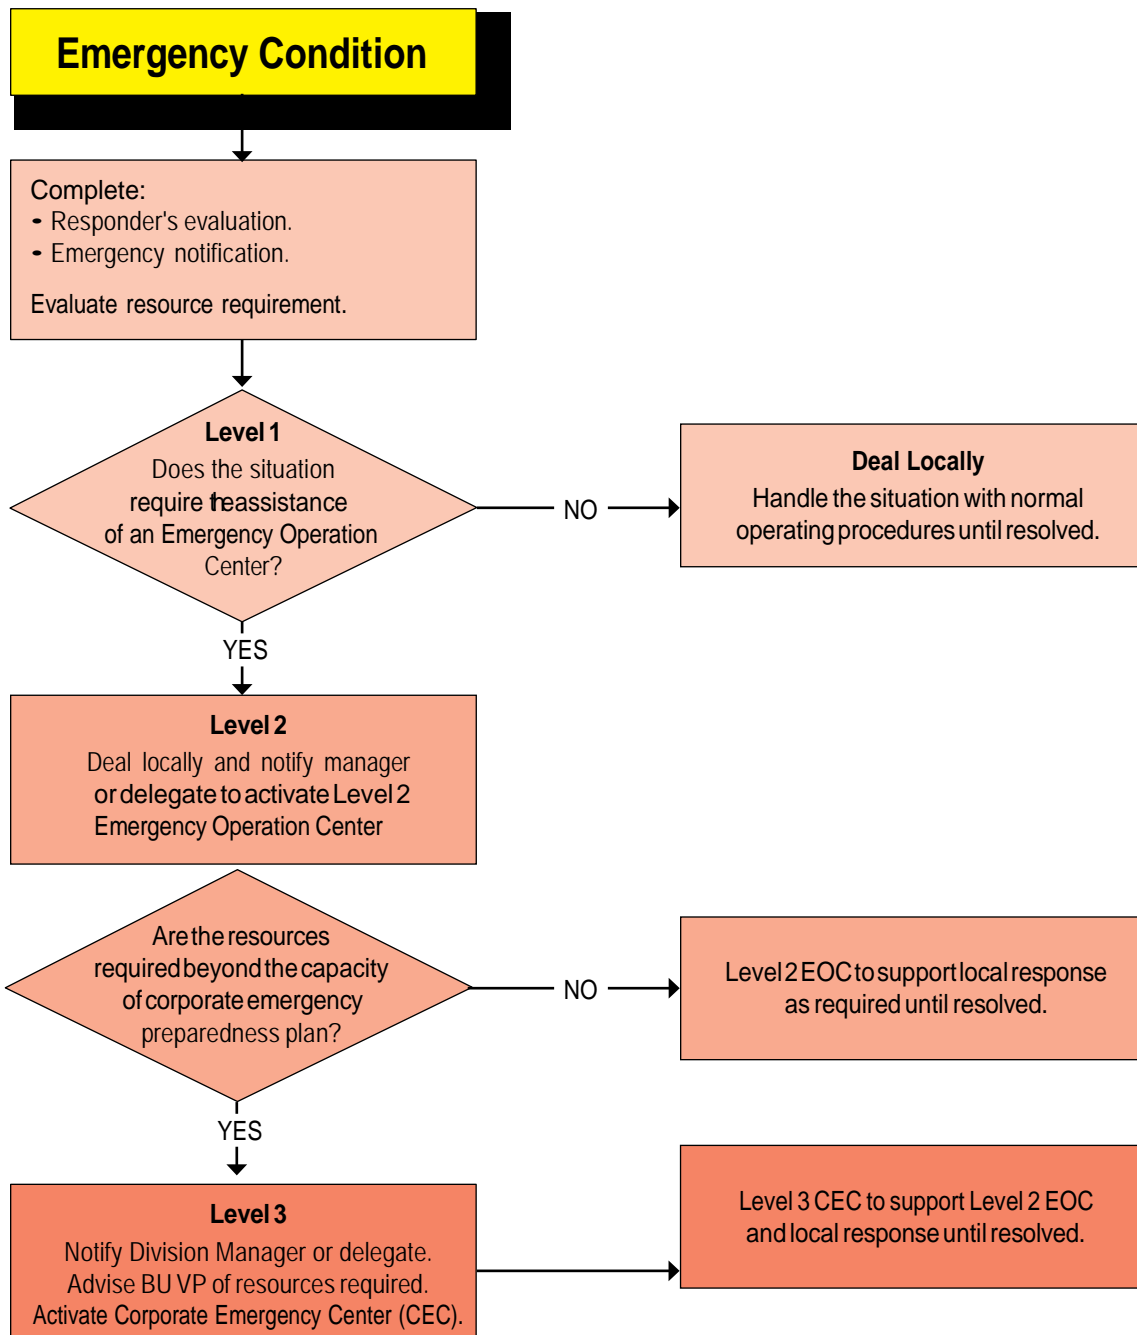 Emergency Condition
Complete:
• Responder's evaluation.
• Emergency notification.
Evaluate resource requirement.
Level 1
Does the situation
require the assistance
of an Emergency Operation
Center?
NO
Deal Locally
Handle the situation with normal
operating procedures until resolved.
YES
Level 2
Deal locally and notify manager
or delegate to activate Level 2
Emergency Operation Center
Are the resources
required beyond the capacity
of corporate emergency
preparedness plan?
NO
Level 2 EOC to support local response
as required until resolved.
YES
Level 3
Notify Division Manager or delegate.
Advise BU VP of resources required.
Activate Corporate Emergency Center (CEC).
Level 3 CEC to support Level 2 EOC
and local response until resolved.